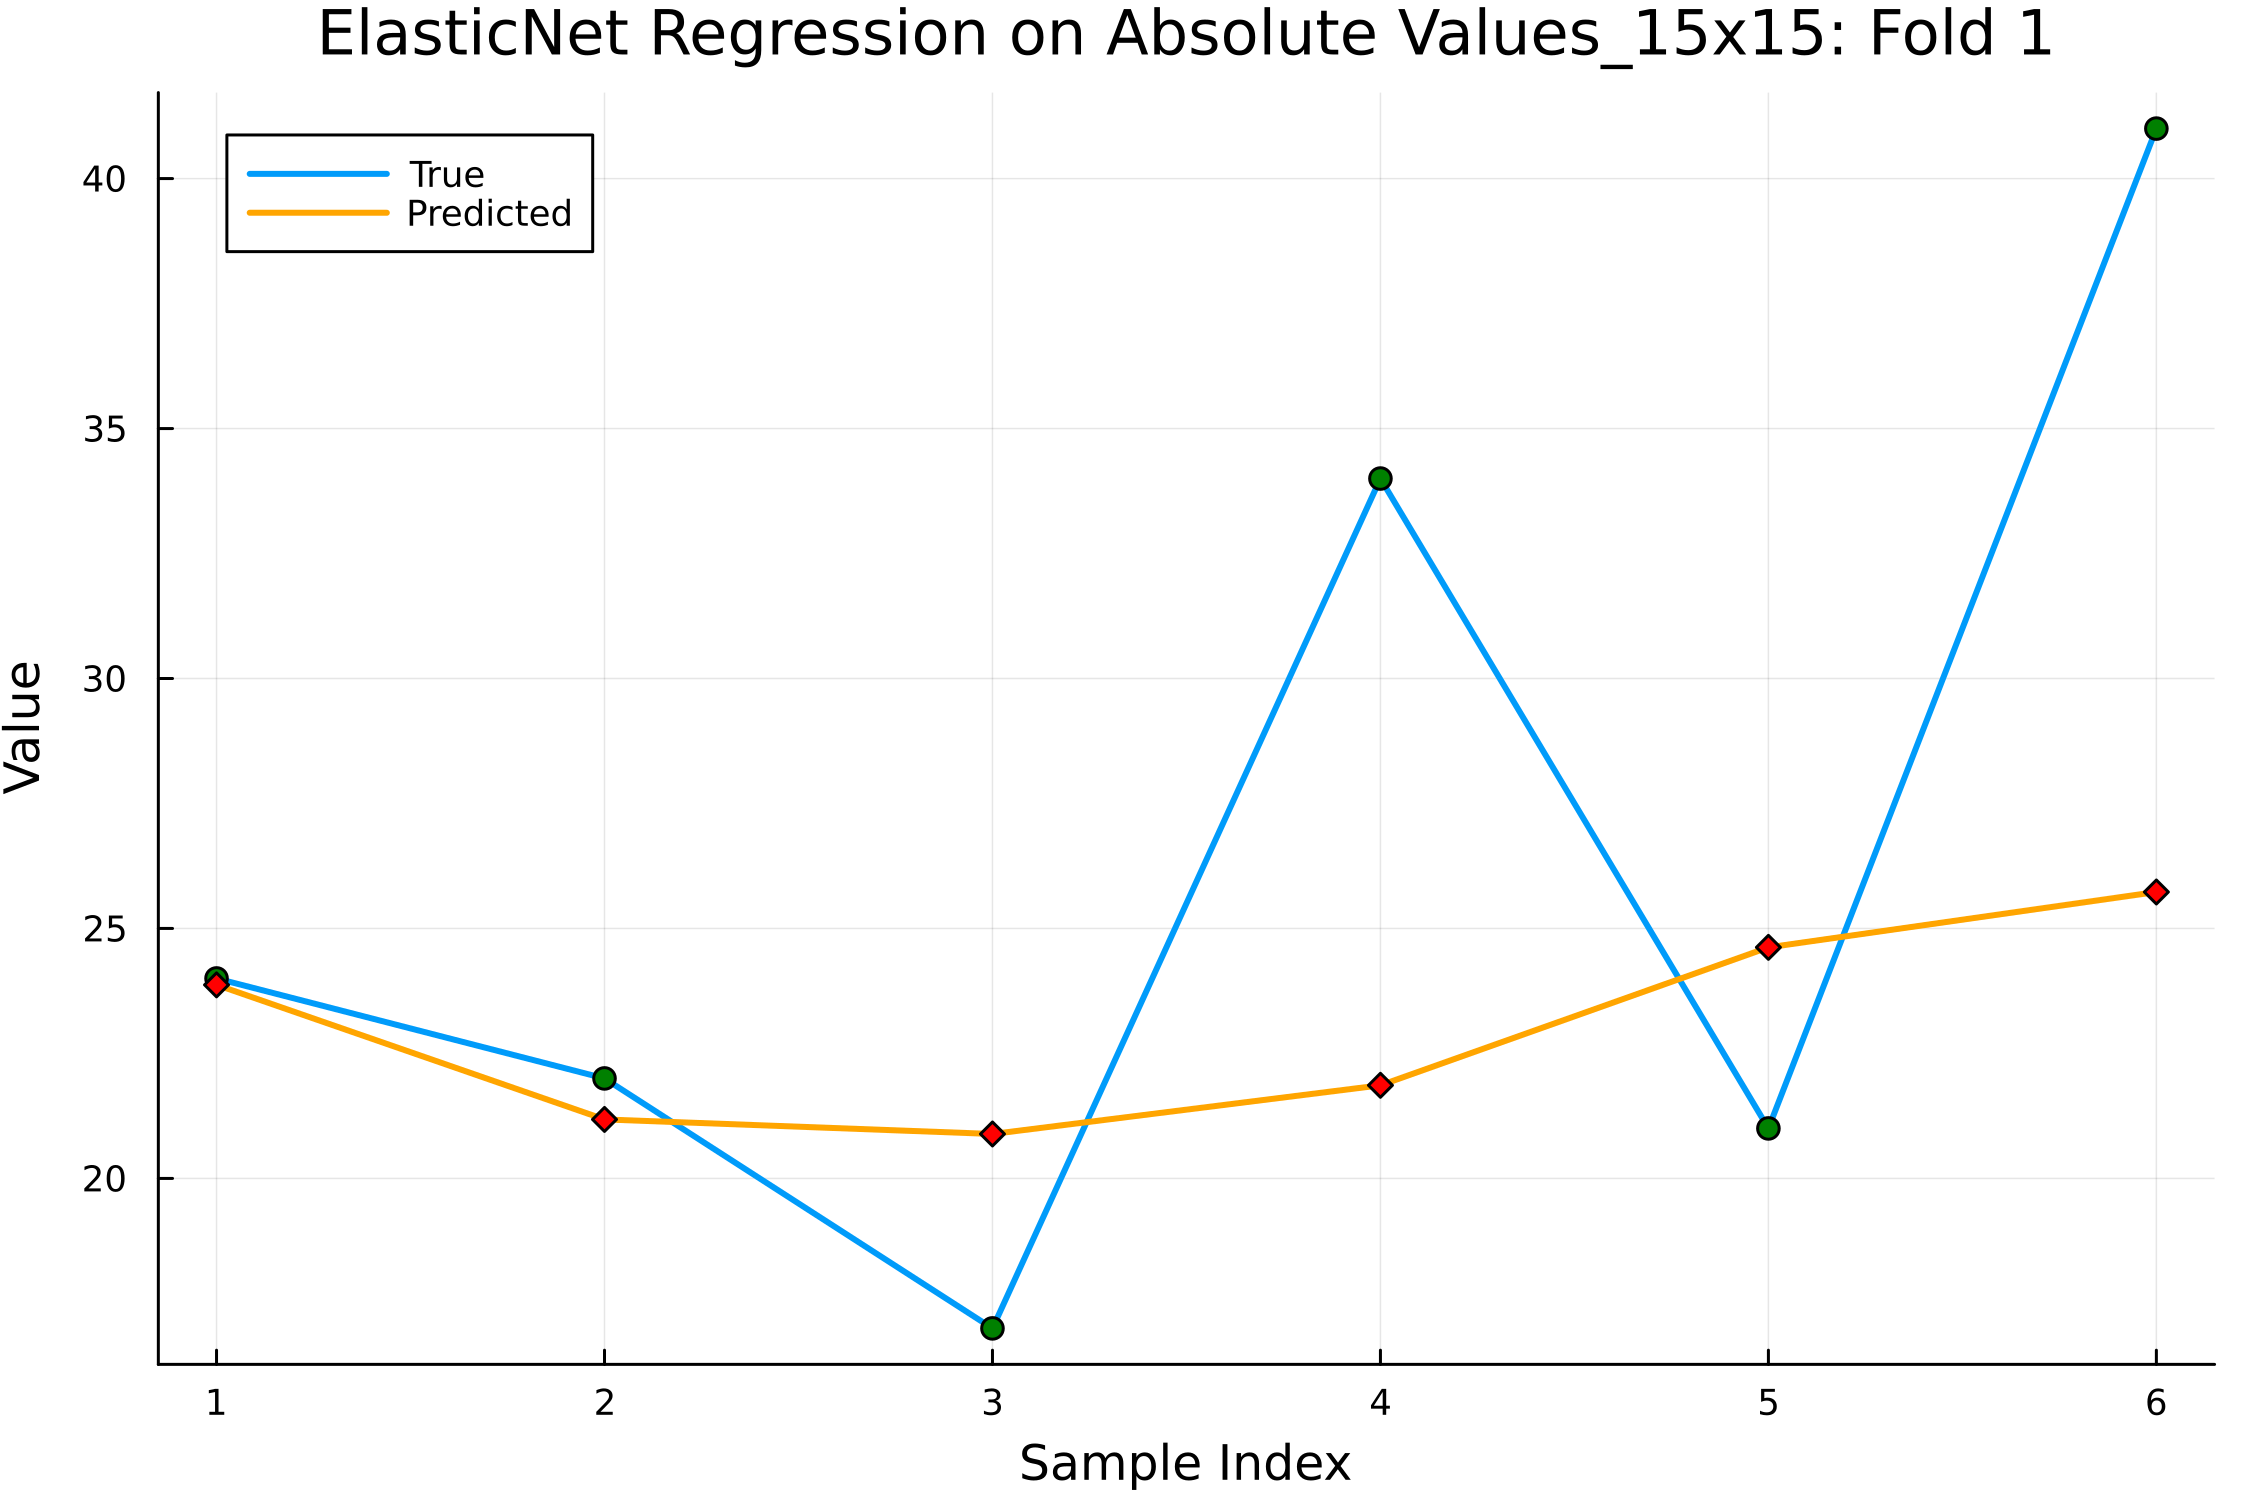 ElasticNet Regression on Absolute Values_15x15: Fold 1
True
Predicted
40
35
30
25
20
Value
1 2 3 4 5 6
Sample Index